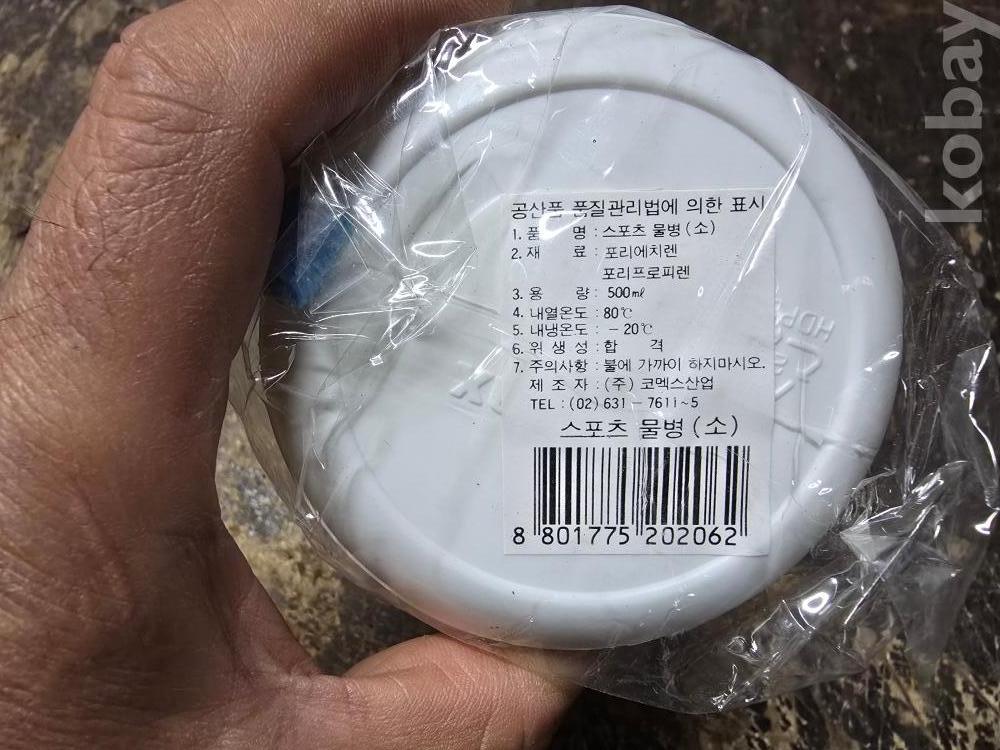 공산품 품질관리법에 의한 표시
1. 품 명 : 스포츠 물병 (소)
2. 재 료 : 포리에치렌
포리프로피렌
3. 용 량 : 500㎖
4. 내열온도 : 80℃
5. 내냉온도 : －20℃
6. 위 생 성 : 합 격
7. 주의사항 : 불에 가까이 하지마시오.
제 조 자 : (주) 코멕스산업
TEL : (02) 631 － 7611~5
스포츠 물병 (소)
8 801775 202062
kobay